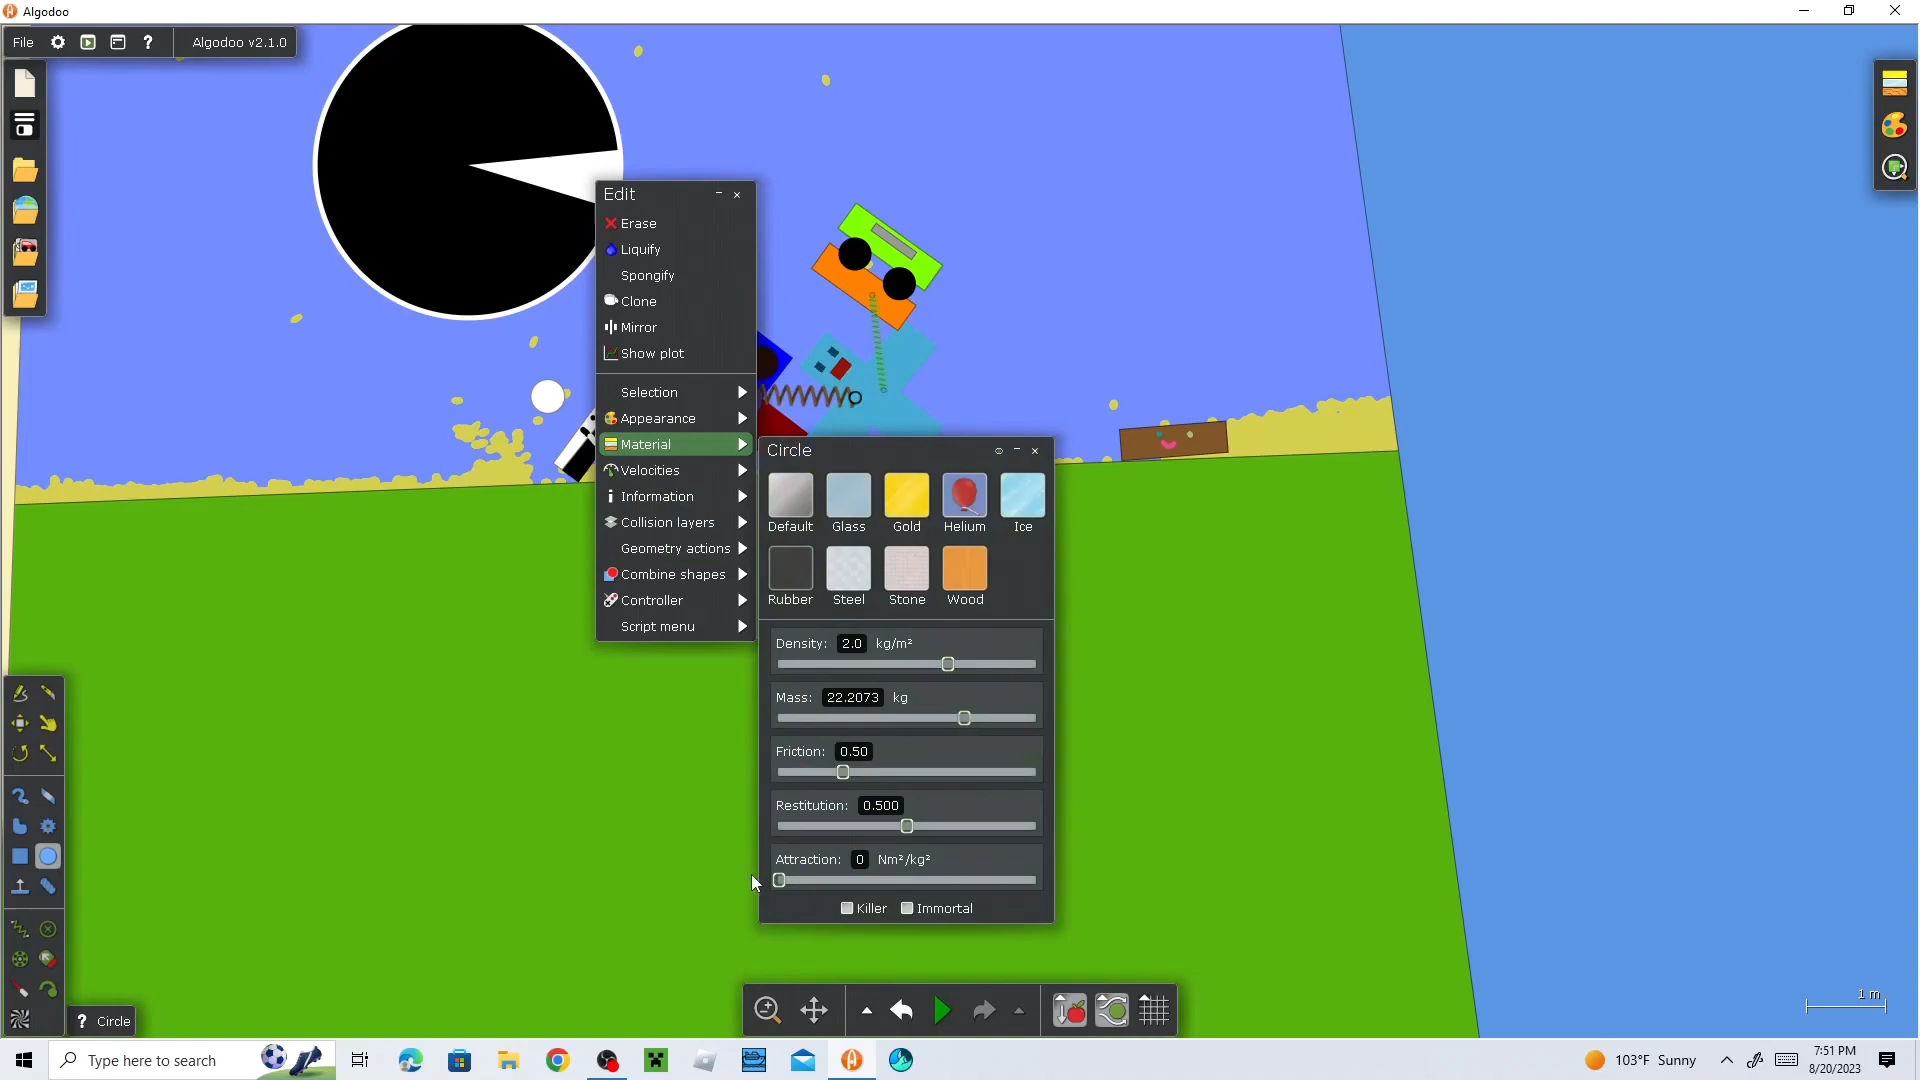 Algodoo
File
Algodoo v2.1.0
Edit
Erase
Liquify
Spongify
Clone
Mirror
Show plot
Selection
Appearance
Material
Velocities
Information
Collision layers
Geometry actions
Combine shapes
Controller
Script menu
Circle
Default Glass Gold Helium Ice
Rubber Steel Stone Wood
Density: 2.0 kg/m²
Mass: 22.2073 kg
Friction: 0.50
Restitution: 0.500
Attraction: 0 Nm²/kg²
Killer Immortal
1 m
? Circle
Type here to search
103°F Sunny
7:51 PM
8/20/2023